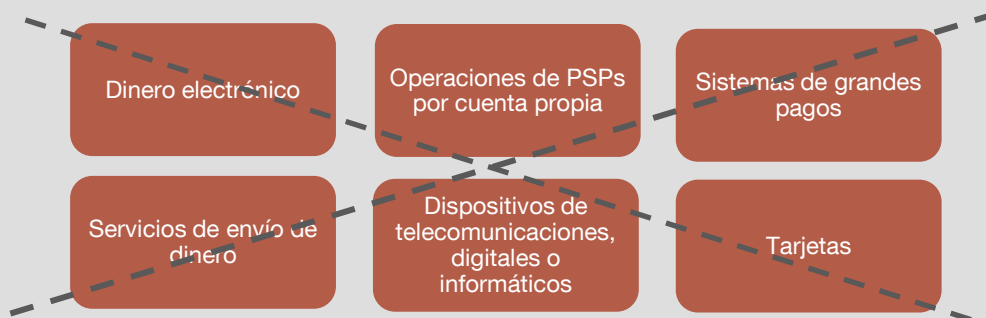 Dinero electrónico
Operaciones de PSPs
por cuenta propia
Sistemas de grandes
pagos
Servicios de envío de
dinero
Dispositivos de
telecomunicaciones,
digitales o
informáticos
Tarjetas